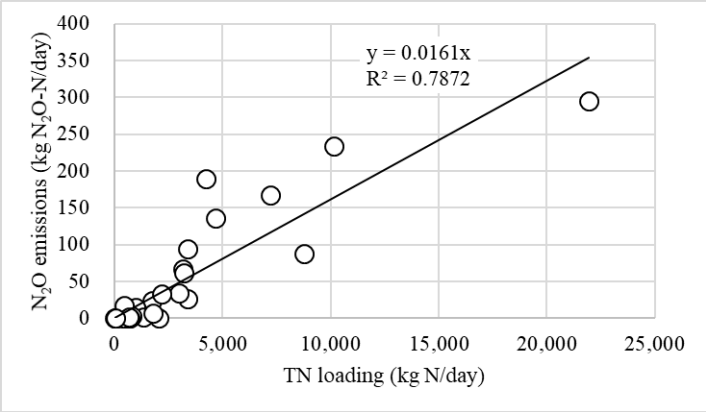 400
350
300
250
200
150
100
50
0
N₂O emissions (kg N₂O-N/day)
y = 0.0161x
R² = 0.7872
0 5,000 10,000 15,000 20,000 25,000
TN loading (kg N/day)